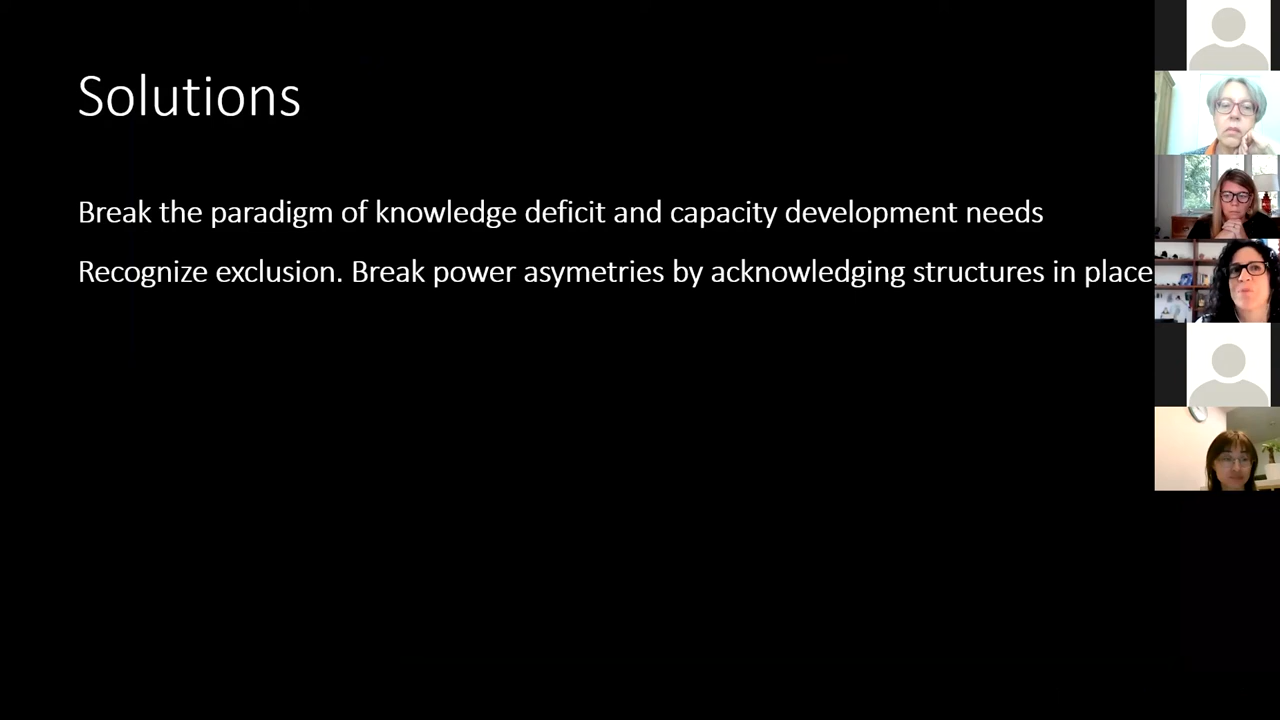 Solutions
Break the paradigm of knowledge deficit and capacity development needs
Recognize exclusion. Break power asymetries by acknowledging structures in place